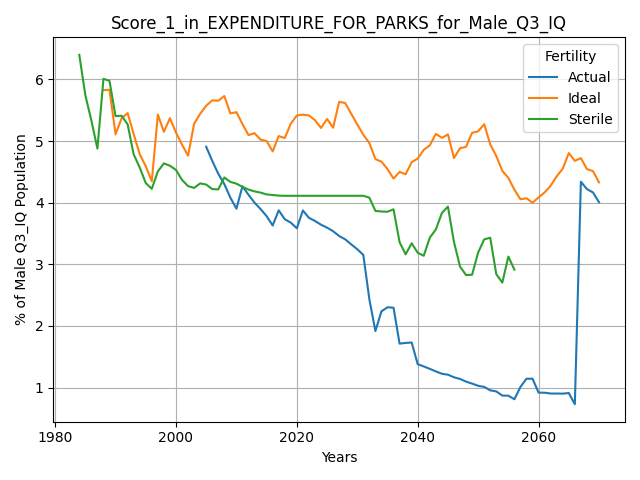 Score_1_in_EXPENDITURE_FOR_PARKS_for_Male_Q3_IQ
Fertility
Actual
Ideal
Sterile
% of Male Q3_IQ Population
6
5
4
3
2
1
1980
2000
2020
2040
2060
Years